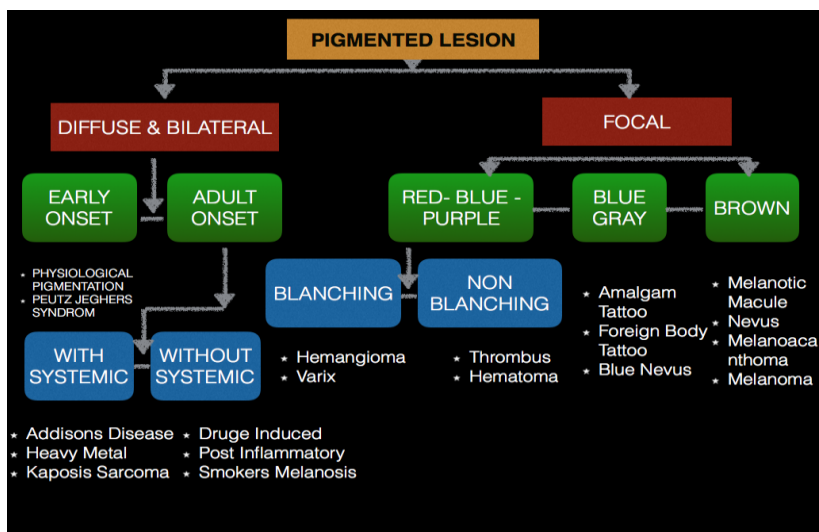 PIGMENTED LESION
DIFFUSE & BILATERAL
FOCAL
EARLY
ONSET
ADULT
ONSET
RED- BLUE -
PURPLE
BLUE
GRAY
BROWN
PHYSIOLOGICAL
PIGMENTATION
PEUTZ JEGHERS
SYNDROM
BLANCHING
NON
BLANCHING
Amalgam
Tattoo
Foreign Body
Tattoo
Blue Nevus
Melanotic
Macule
Nevus
Melanoaca
nthoma
Melanoma
WITH
SYSTEMIC
WITHOUT
SYSTEMIC
Hemangioma
Varix
Thrombus
Hematoma
Addisons Disease
Heavy Metal
Kaposis Sarcoma
Druge Induced
Post Inflammatory
Smokers Melanosis